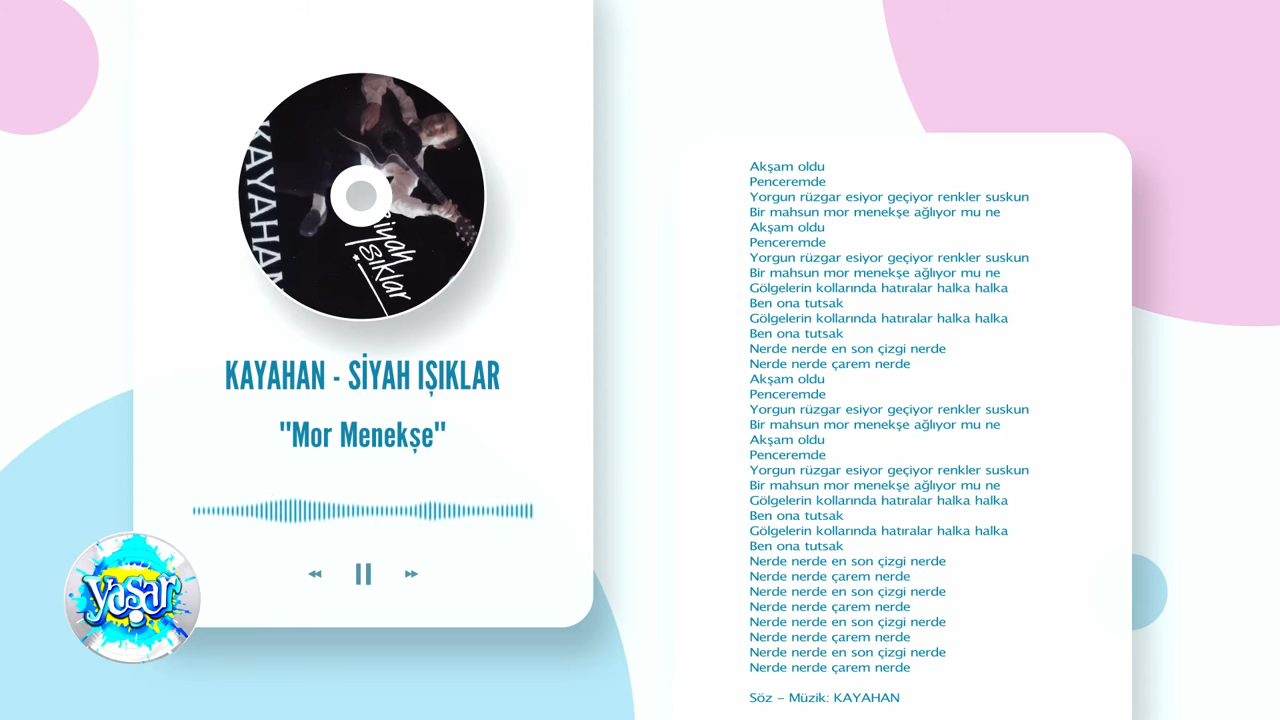 KAYAHAN
Siyah
Işıklar
KAYAHAN - SİYAH IŞIKLAR
"Mor Menekşe"
yaşar
Akşam oldu
Penceremde
Yorgun rüzgar esiyor geçiyor renkler suskun
Bir mahsun mor menekşe ağlıyor mu ne
Akşam oldu
Penceremde
Yorgun rüzgar esiyor geçiyor renkler suskun
Bir mahsun mor menekşe ağlıyor mu ne
Gölgelerin kollarında hatıralar halka halka
Ben ona tutsak
Gölgelerin kollarında hatıralar halka halka
Ben ona tutsak
Nerde nerde en son çizgi nerde
Nerde nerde çarem nerde
Akşam oldu
Penceremde
Yorgun rüzgar esiyor geçiyor renkler suskun
Bir mahsun mor menekşe ağlıyor mu ne
Akşam oldu
Penceremde
Yorgun rüzgar esiyor geçiyor renkler suskun
Bir mahsun mor menekşe ağlıyor mu ne
Gölgelerin kollarında hatıralar halka halka
Ben ona tutsak
Gölgelerin kollarında hatıralar halka halka
Ben ona tutsak
Nerde nerde en son çizgi nerde
Nerde nerde çarem nerde
Nerde nerde en son çizgi nerde
Nerde nerde çarem nerde
Nerde nerde en son çizgi nerde
Nerde nerde çarem nerde
Nerde nerde en son çizgi nerde
Nerde nerde çarem nerde
Söz – Müzik: KAYAHAN